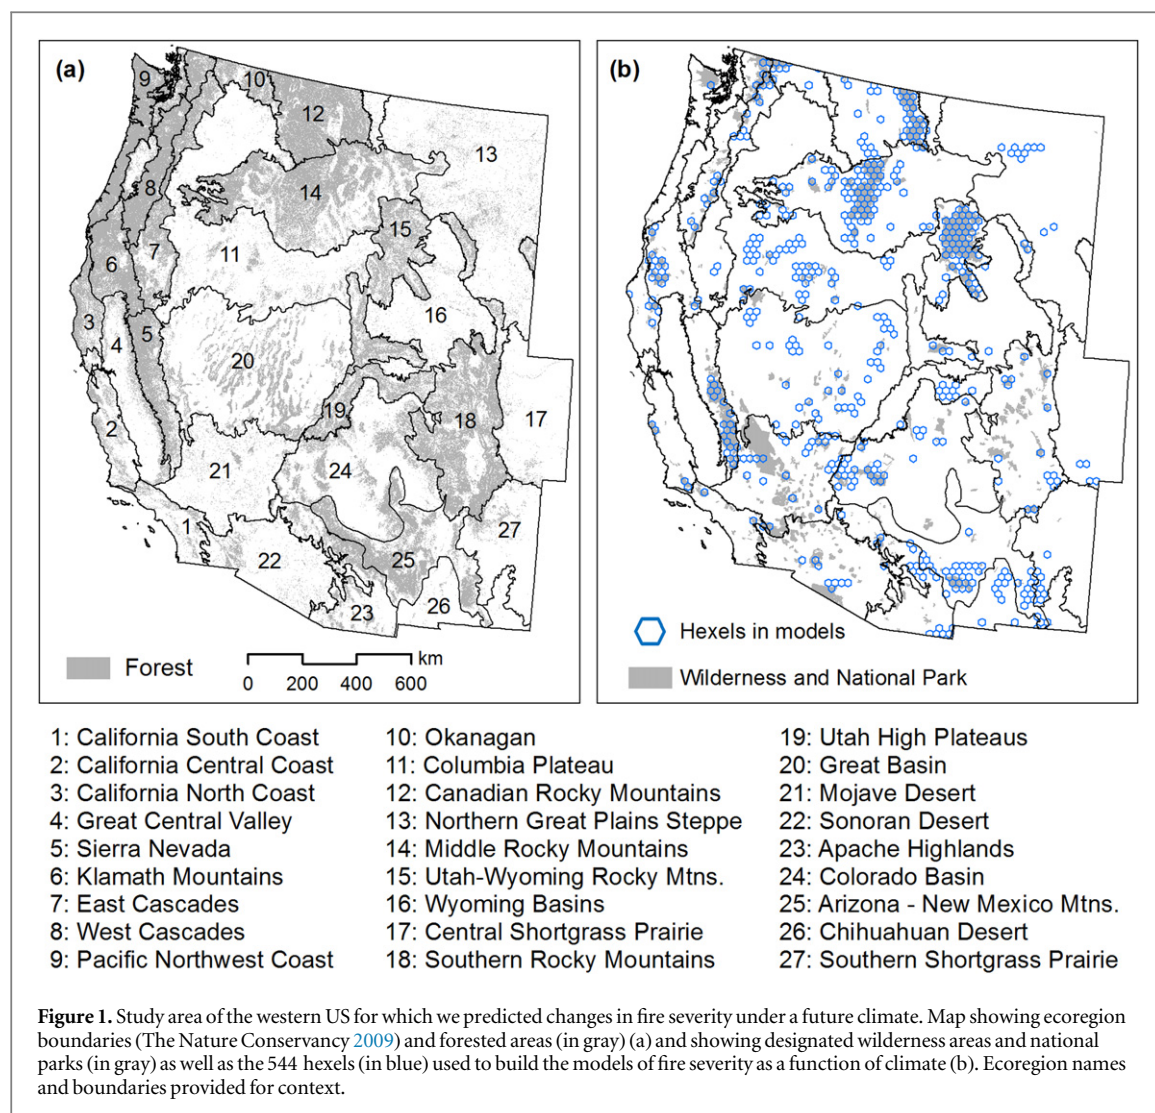 (a)
9
10
12
13
8
14
15
7
11
6
16
3
5
4
20
19
18
17
2
21
24
1
27
22
25
23
26
Forest
km
0 200 400 600
(b)
Hexels in models
Wilderness and National Park
1: California South Coast
2: California Central Coast
3: California North Coast
4: Great Central Valley
5: Sierra Nevada
6: Klamath Mountains
7: East Cascades
8: West Cascades
9: Pacific Northwest Coast
10: Okanagan
11: Columbia Plateau
12: Canadian Rocky Mountains
13: Northern Great Plains Steppe
14: Middle Rocky Mountains
15: Utah-Wyoming Rocky Mtns.
16: Wyoming Basins
17: Central Shortgrass Prairie
18: Southern Rocky Mountains
19: Utah High Plateaus
20: Great Basin
21: Mojave Desert
22: Sonoran Desert
23: Apache Highlands
24: Colorado Basin
25: Arizona - New Mexico Mtns.
26: Chihuahuan Desert
27: Southern Shortgrass Prairie
Figure 1. Study area of the western US for which we predicted changes in fire severity under a future climate. Map showing ecoregion
boundaries (The Nature Conservancy 2009) and forested areas (in gray) (a) and showing designated wilderness areas and national
parks (in gray) as well as the 544 hexels (in blue) used to build the models of fire severity as a function of climate (b). Ecoregion names
and boundaries provided for context.